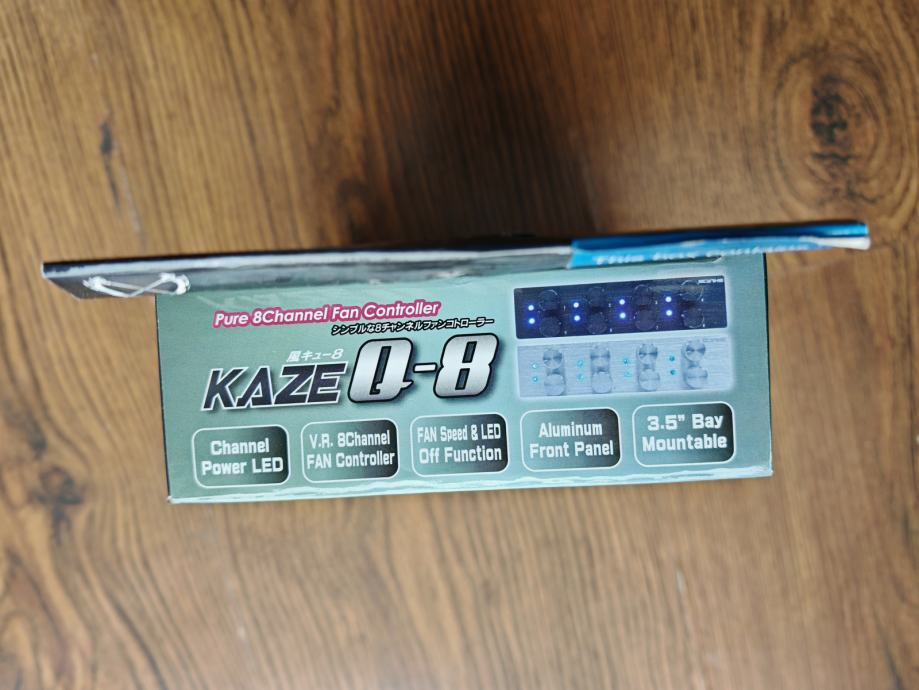 Pure 8Channel Fan Controller
シンプルな8チャンネルファンコトローラー
風キュー8
KAZE Q-8
Channel
Power LED
V.R. 8Channel
FAN Controller
FAN Speed & LED
Off Function
Aluminum
Front Panel
3.5" Bay
Mountable